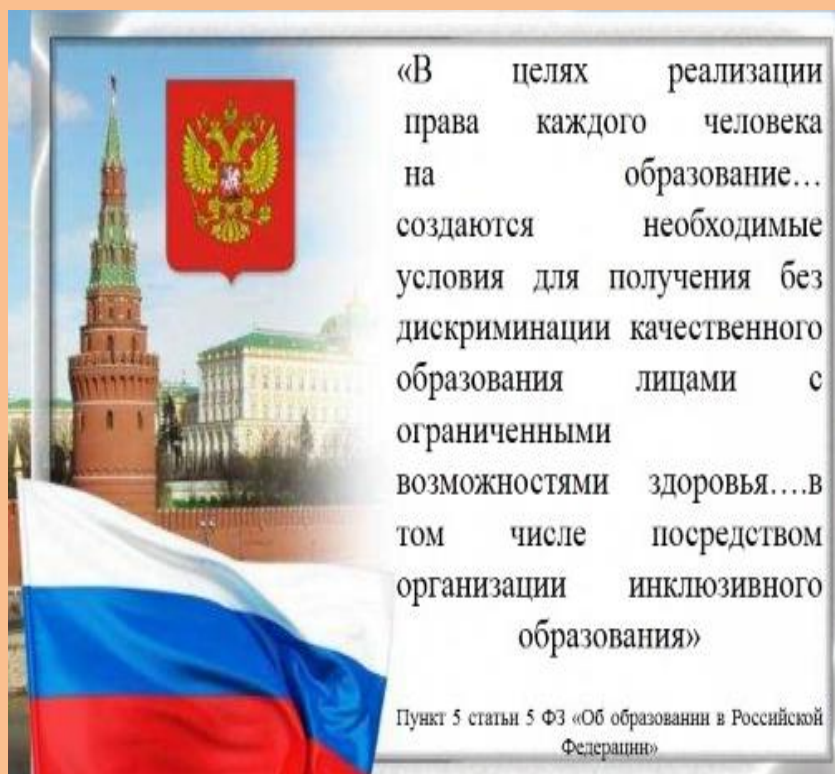 «В целях реализации
права каждого человека
на образование…
создаются необходимые
условия для получения без
дискриминации качественного
образования лицами с
ограниченными
возможностями здоровья….в
том числе посредством
организации инклюзивного
образования»
Пункт 5 статьи 5 ФЗ «Об образовании в Российской
Федерации»